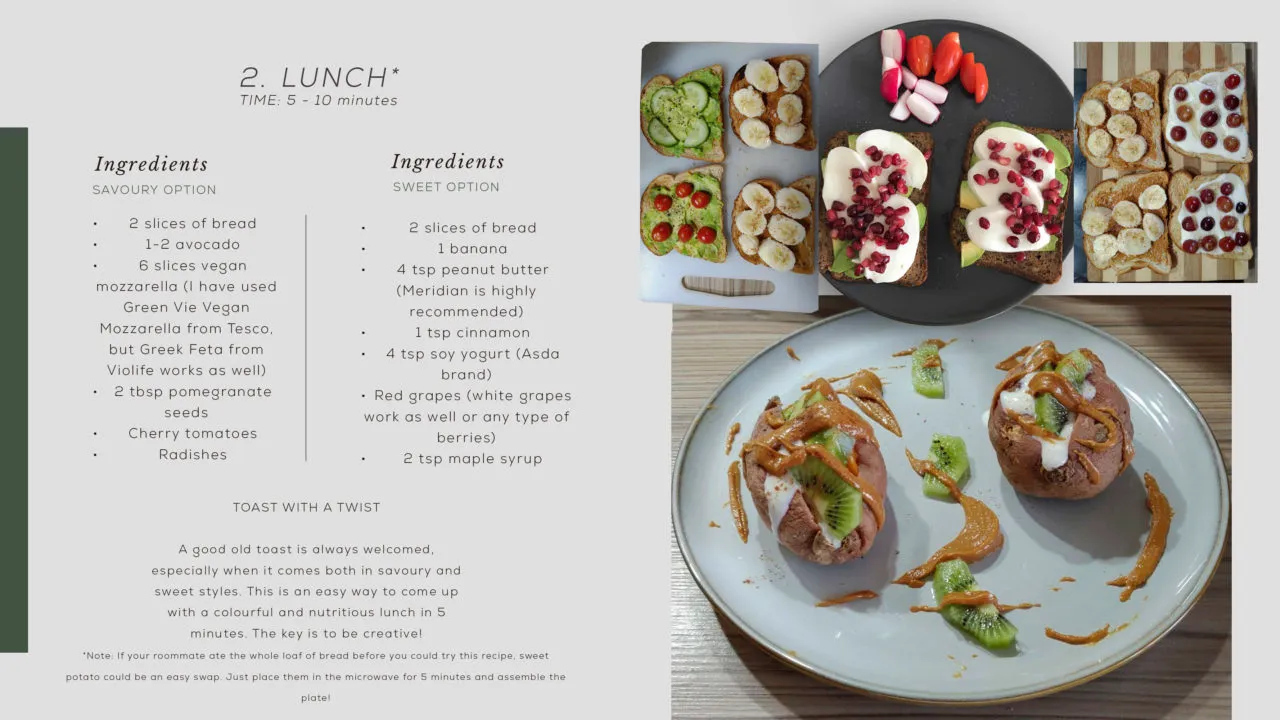 2. LUNCH*
TIME: 5 - 10 minutes
Ingredients
SAVOURY OPTION
• 2 slices of bread
• 1-2 avocado
• 6 slices vegan
mozzarella (I have used
Green Vie Vegan
Mozzarella from Tesco,
but Greek Feta from
Violife works as well)
• 2 tbsp pomegranate
seeds
• Cherry tomatoes
• Radishes
Ingredients
SWEET OPTION
• 2 slices of bread
• 1 banana
• 4 tsp peanut butter
(Meridian is highly
recommended)
• 1 tsp cinnamon
• 4 tsp soy yogurt (Asda
brand)
• Red grapes (white grapes
work as well or any type of
berries)
• 2 tsp maple syrup
TOAST WITH A TWIST
A good old toast is always welcomed,
especially when it comes both in savoury and
sweet styles. This is an easy way to come up
with a colourful and nutritious lunch in 5
minutes. The key is to be creative!
*Note: If your roommate ate the whole loaf of bread before you could try this recipe, sweet
potato could be an easy swap. Just place them in the microwave for 5 minutes and assemble the
plate!